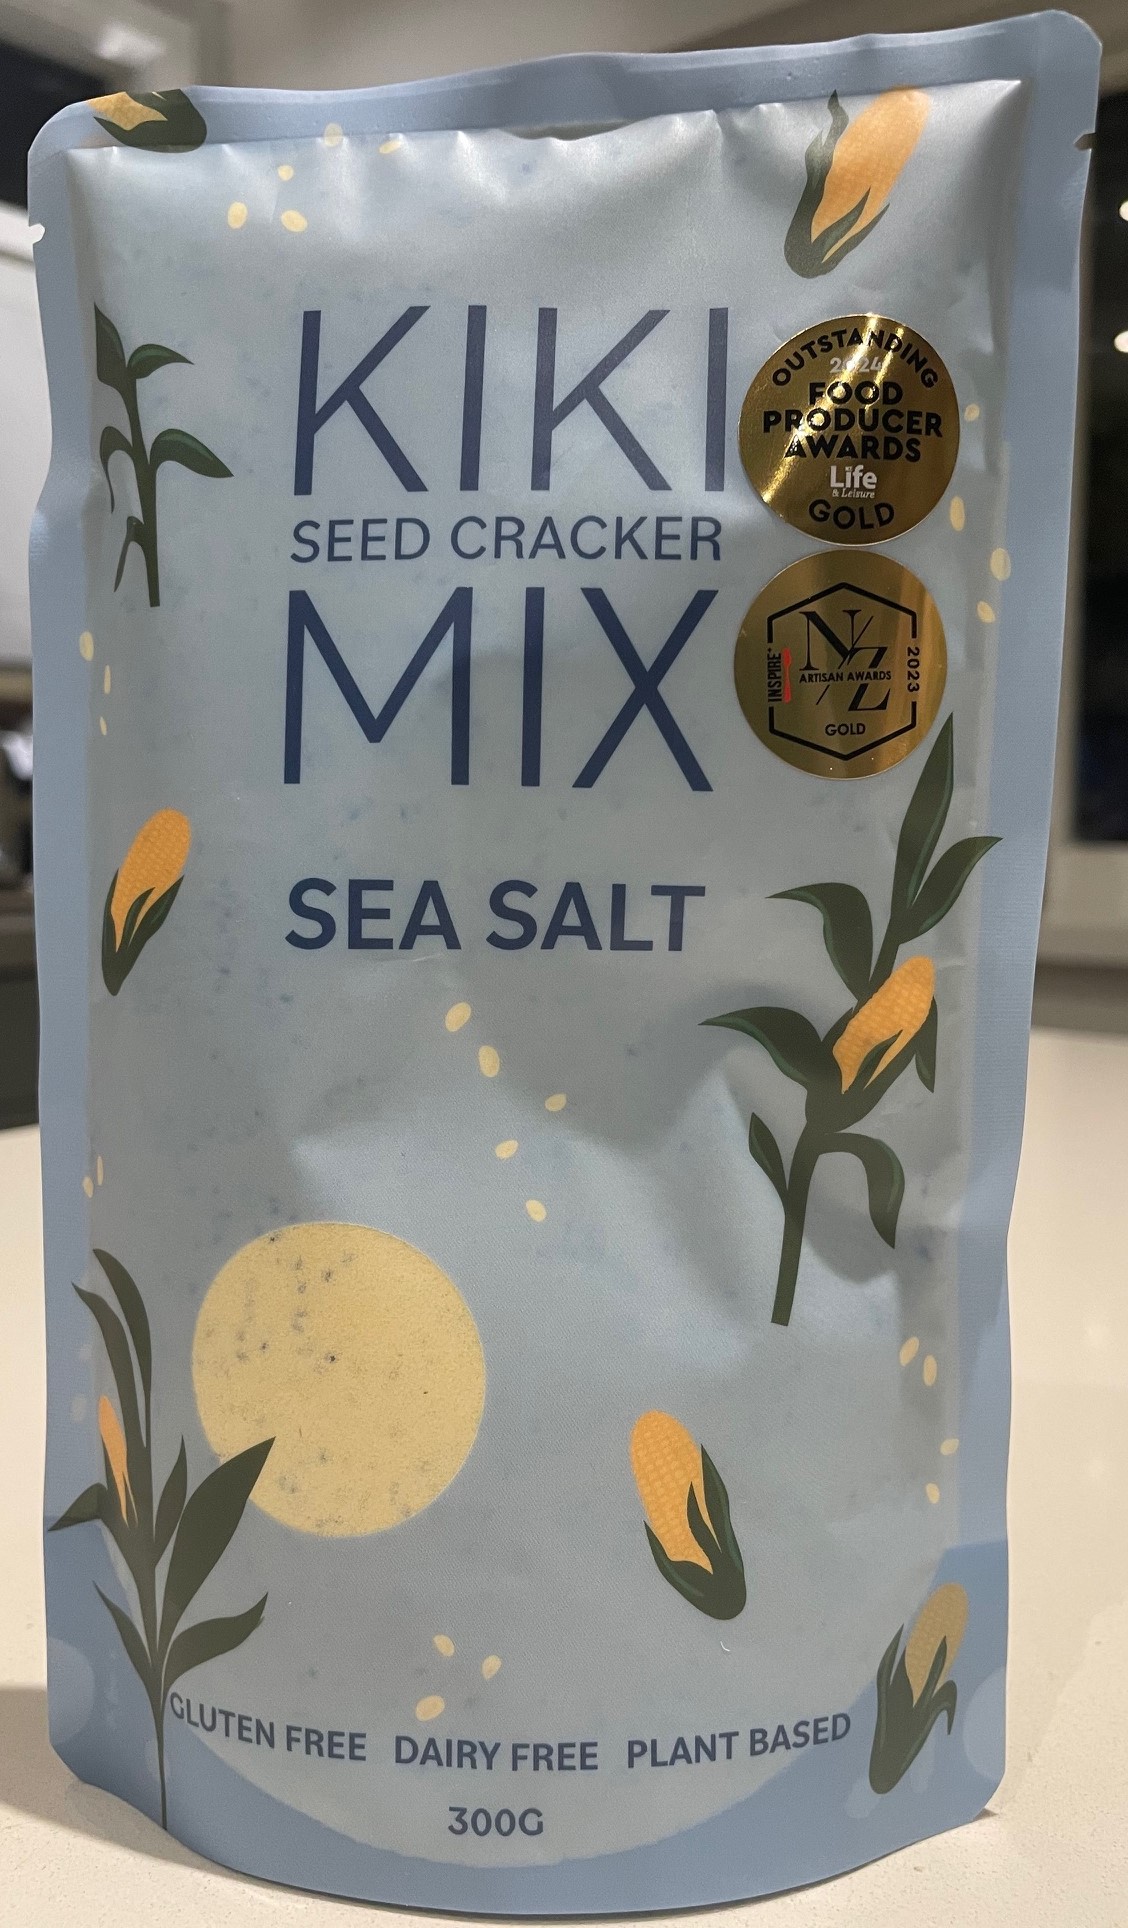 KIKI
SEED CRACKER
MIX
SEA SALT
OUTSTANDING
2024
FOOD
PRODUCER
AWARDS
Life
& Leisure
GOLD
INSPIRE+
NZ
ARTISAN AWARDS
2023
GOLD
GLUTEN FREE DAIRY FREE PLANT BASED
300G